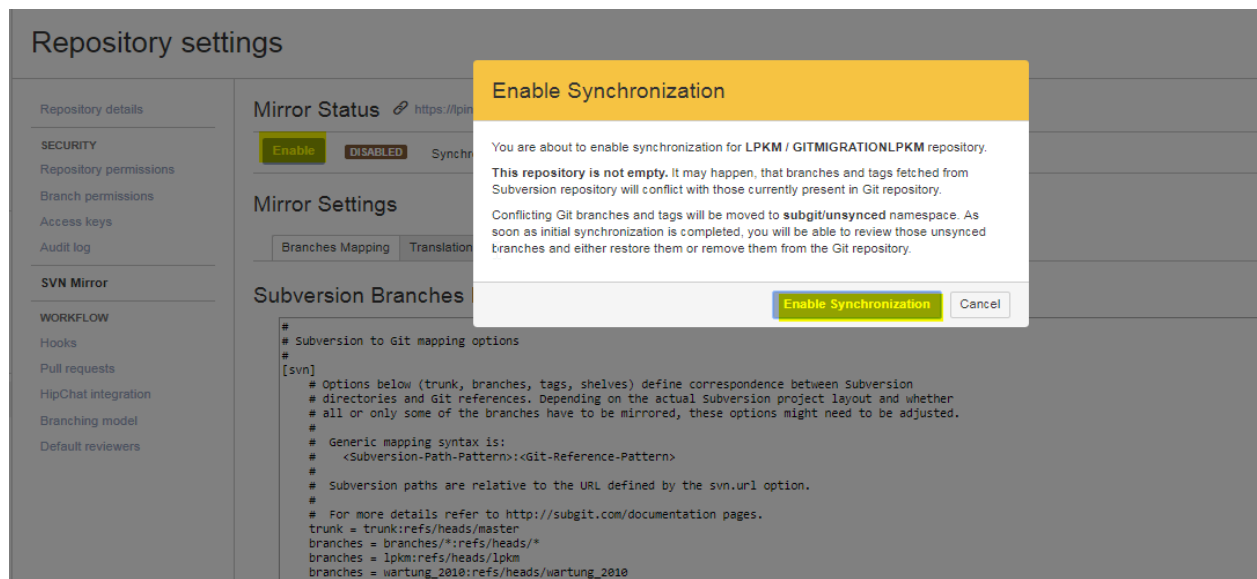 Repository settings
Repository details
SECURITY
Repository permissions
Branch permissions
Access keys
Audit log
SVN Mirror
WORKFLOW
Hooks
Pull requests
HipChat integration
Branching model
Default reviewers
Mirror Status https://lpin
Enable DISABLED Synchr
Mirror Settings
Branches Mapping Translation
Subversion Branches
#
# Subversion to Git mapping options
#
[svn]
# Options below (trunk, branches, tags, shelves) define correspondence between Subversion
# directories and Git references. Depending on the actual Subversion project layout and whether
# all or only some of the branches have to be mirrored, these options might need to be adjusted.
#
# Generic mapping syntax is:
# <Subversion-Path-Pattern>:<Git-Reference-Pattern>
#
# Subversion paths are relative to the URL defined by the svn.url option.
#
# For more details refer to http://subgit.com/documentation pages.
trunk = trunk:refs/heads/master
branches = branches/*:refs/heads/*
branches = lpkm:refs/heads/lpkm
branches = wartung_2010:refs/heads/wartung_2010
Enable Synchronization
You are about to enable synchronization for LPKM / GITMIGRATIONLPKM repository.
This repository is not empty. It may happen, that branches and tags fetched from
Subversion repository will conflict with those currently present in Git repository.
Conflicting Git branches and tags will be moved to subgit/unsynced namespace. As
soon as initial synchronization is completed, you will be able to review those unsynced
branches and either restore them or remove them from the Git repository.
Enable Synchronization Cancel